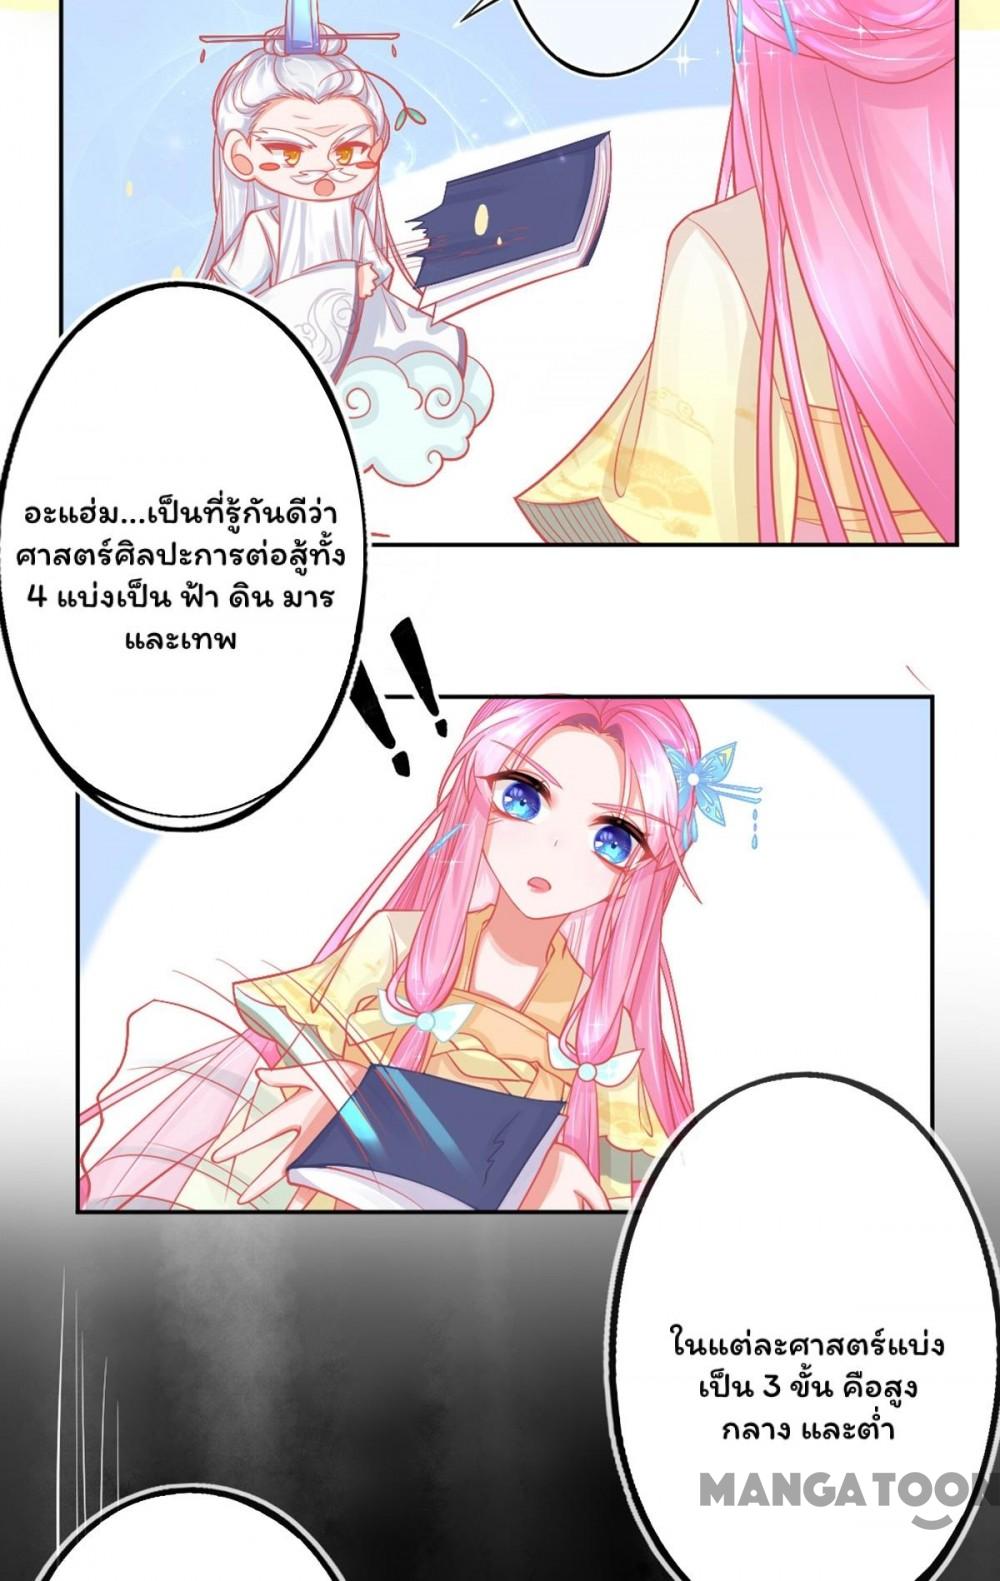 อะแฮ่ม...เป็นที่รู้กันดีว่า
ศาสตร์ศิลปะการต่อสู้ทั้ง
4 แบ่งเป็น ฟ้า ดิน มาร
และเทพ
!!
ในแต่ละศาสตร์แบ่ง
เป็น 3 ขั้น คือสูง
กลาง และต่ำ
MANGATOON